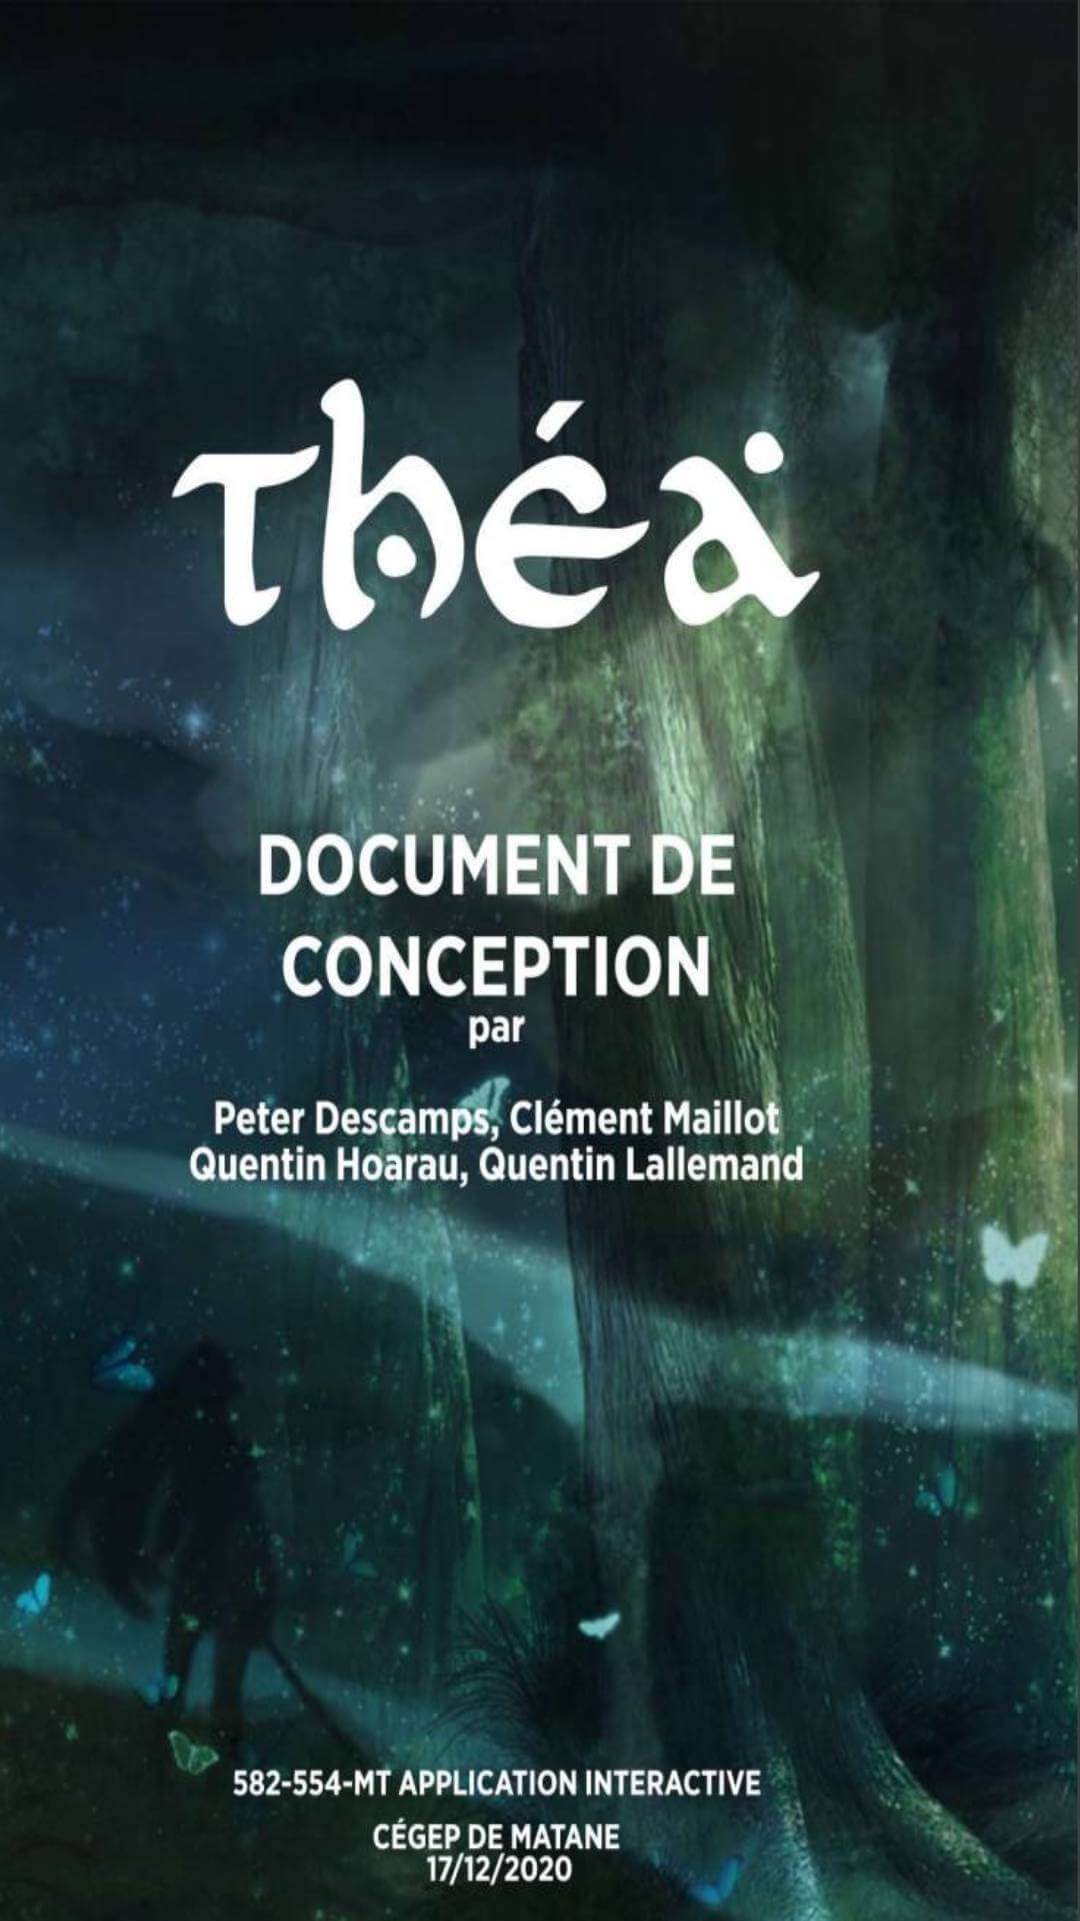 Théa
DOCUMENT DE
CONCEPTION
par
Peter Descamps, Clément Maillot
Quentin Hoarau, Quentin Lallemand
582-554-MT APPLICATION INTERACTIVE
CÉGEP DE MATANE
17/12/2020